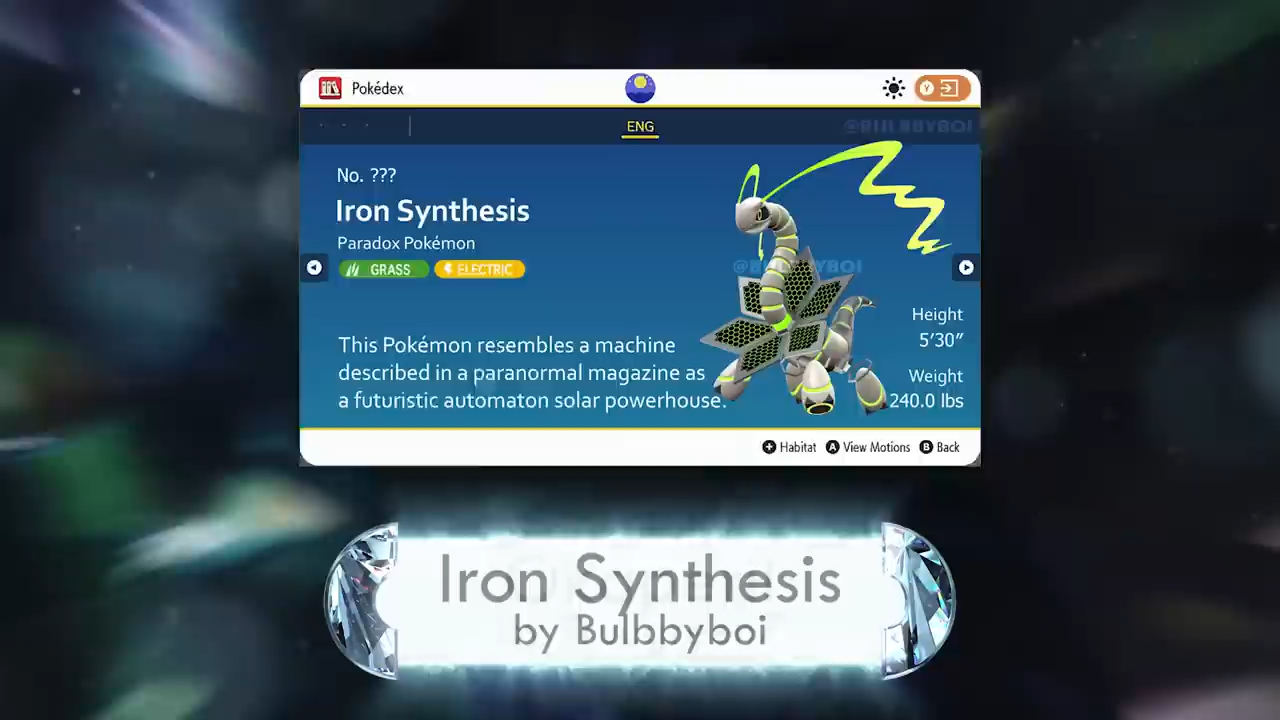 Pokédex
Y
ENG
@BULBBYBOI
No. ???
Iron Synthesis
Paradox Pokémon
GRASS ELECTRIC
@BULBBYBOI
Height
5’30”
This Pokémon resembles a machine
described in a paranormal magazine as
a futuristic automaton solar powerhouse.
Weight
240.0 lbs
+ Habitat A View Motions B Back
Iron Synthesis
by Bulbbyboi